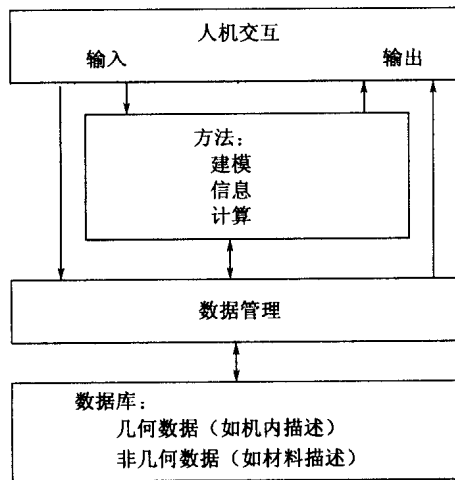 人机交互
输入 输出
方法：
建模
信息
计算
数据管理
数据库：
几何数据（如机内描述）
非几何数据（如材料描述）